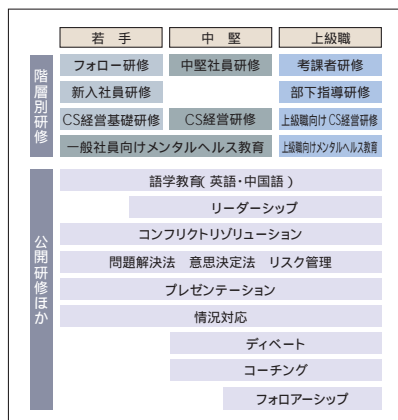 若手 中堅 上級職
階層別研修
フォロー研修 中堅社員研修 考課者研修
新入社員研修 部下指導研修
CS経営基礎研修 CS経営研修 上級職向けCS経営研修
一般社員向けメンタルヘルス教育 上級職向けメンタルヘルス教育
公開研修ほか
語学教育(英語・中国語)
リーダーシップ
コンフリクトリゾリューション
問題解決法 意思決定法 リスク管理
プレゼンテーション
情況対応
ディベート
コーチング
フォロアーシップ